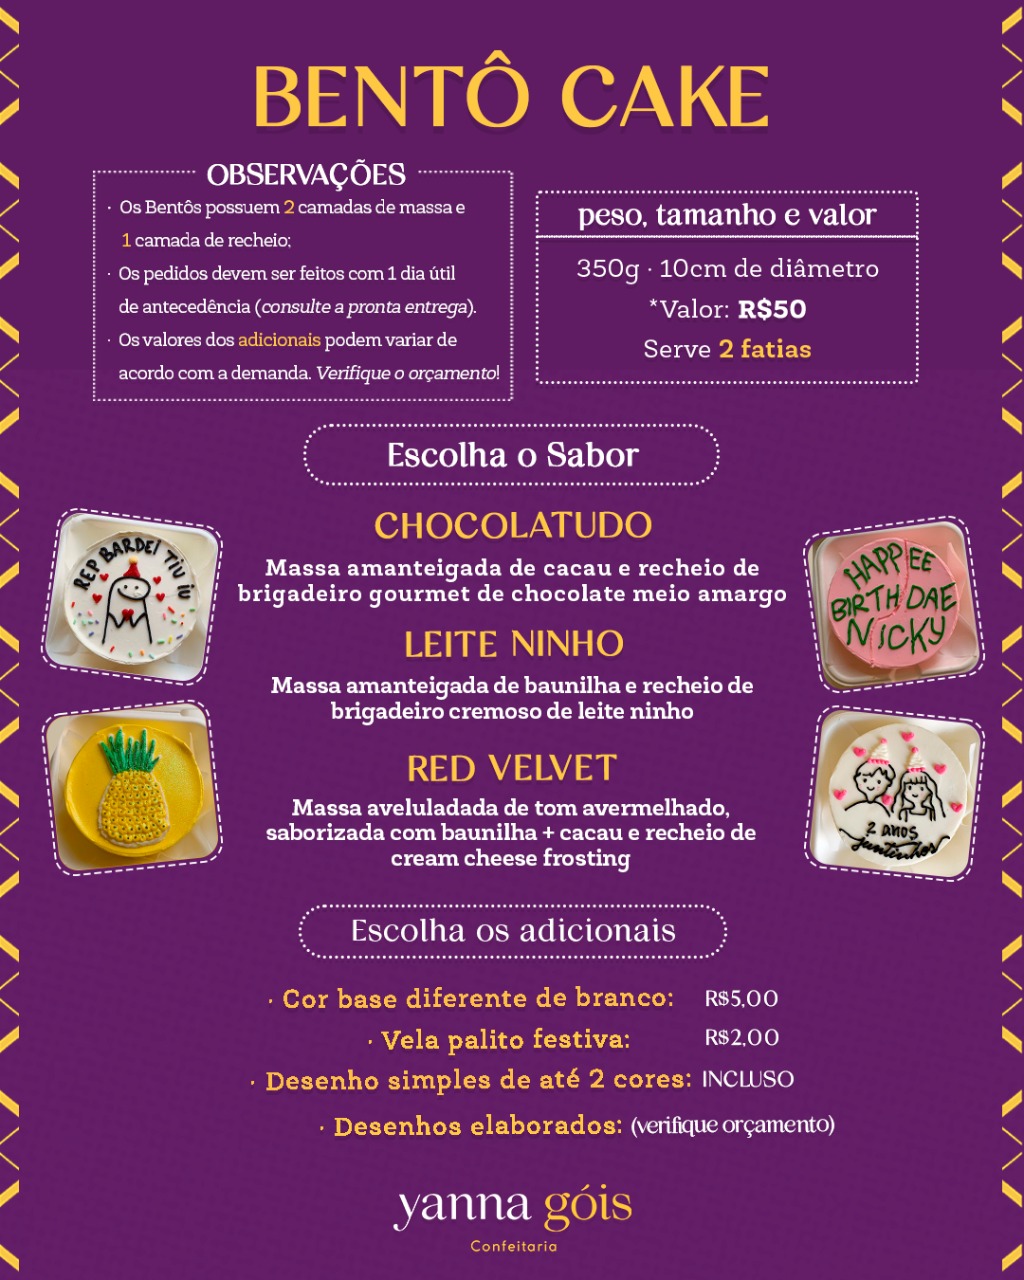 BENTÔ CAKE
OBSERVAÇÕES
· Os Bentôs possuem 2 camadas de massa e
1 camada de recheio;
· Os pedidos devem ser feitos com 1 dia útil
de antecedência (consulte a pronta entrega).
· Os valores dos adicionais podem variar de
acordo com a demanda. Verifique o orçamento!
peso, tamanho e valor
350g · 10cm de diâmetro
*Valor: R$50
Serve 2 fatias
Escolha o Sabor
REP BARDEI TIV IU
HAPPEE
BIRTH DAE
NICKY
CHOCOLATUDO
Massa amanteigada de cacau e recheio de
brigadeiro gourmet de chocolate meio amargo
LEITE NINHO
Massa amanteigada de baunilha e recheio de
brigadeiro cremoso de leite ninho
RED VELVET
Massa aveluladada de tom avermelhado,
saborizada com baunilha + cacau e recheio de
cream cheese frosting
2 anos
juntinhos
Escolha os adicionais
· Cor base diferente de branco: R$5,00
· Vela palito festiva: R$2,00
· Desenho simples de até 2 cores: INCLUSO
· Desenhos elaborados: (verifique orçamento)
yanna góis
Confeitaria